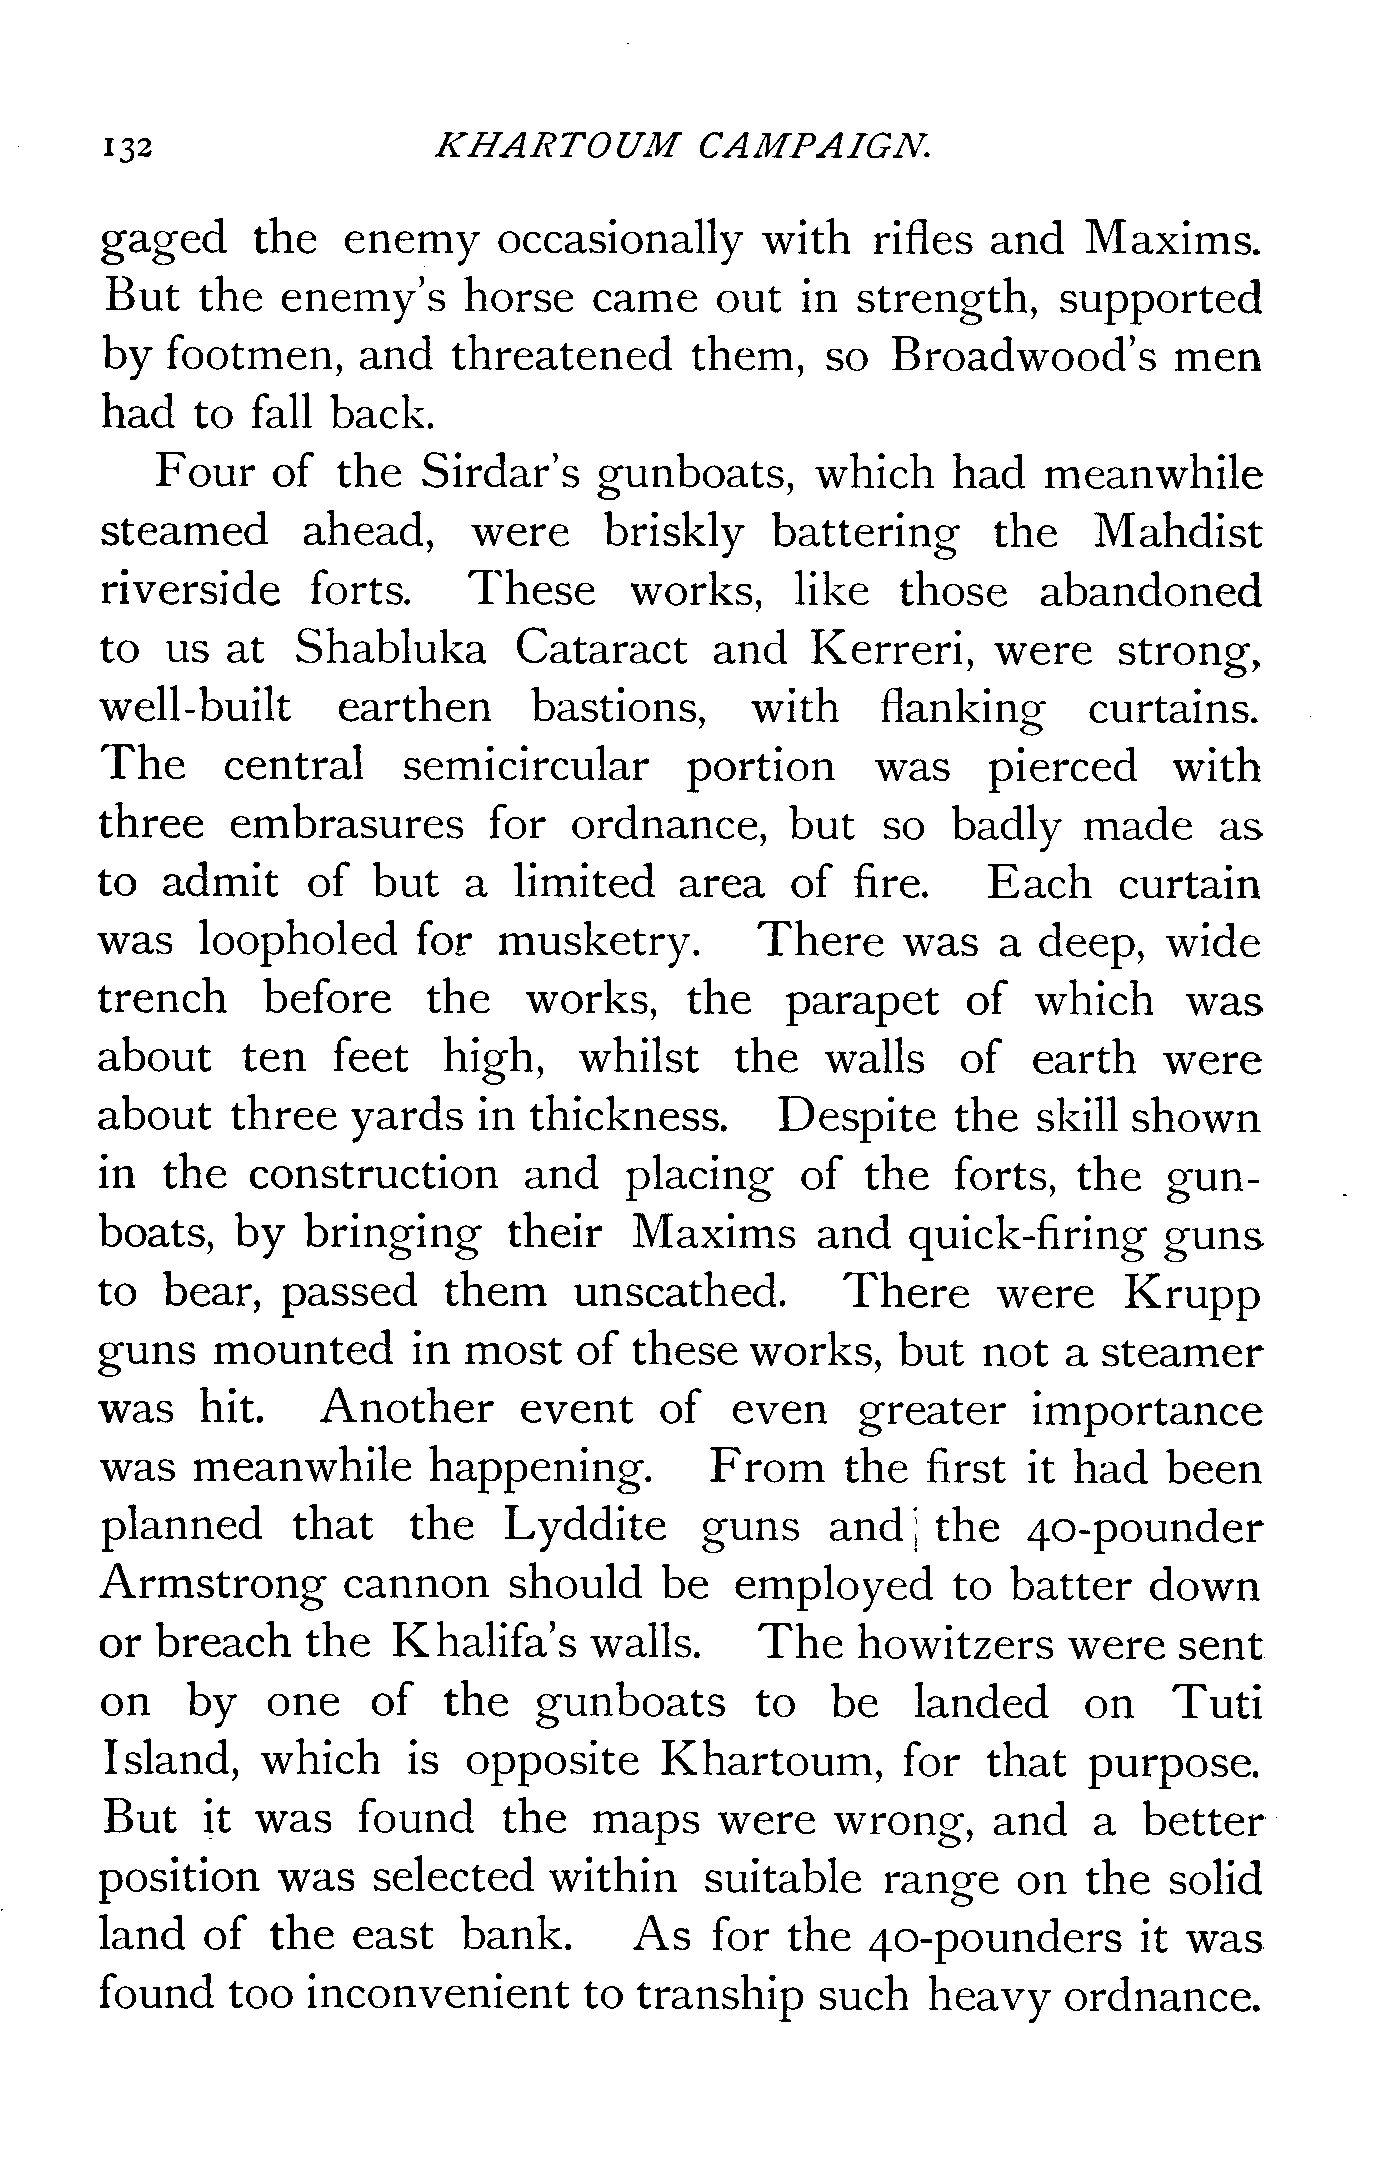 132 KHARTOUM CAMPAIGN.
gaged the enemy occasionally with rifles and Maxims.
But the enemy's horse came out in strength, supported
by footmen, and threatened them, so Broadwood's men
had to fall back.
Four of the Sirdar's gunboats, which had meanwhile
steamed ahead, were briskly battering the Mahdist
riverside forts. These works, like those abandoned
to us at Shabluka Cataract and Kerreri, were strong,
well-built earthen bastions, with flanking curtains.
The central semicircular portion was pierced with
three embrasures for ordnance, but so badly made as
to admit of but a limited area of fire. Each curtain
was loopholed for musketry. There was a deep, wide
trench before the works, the parapet of which was
about ten feet high, whilst the walls of earth were
about three yards in thickness. Despite the skill shown
in the construction and placing of the forts, the gun-
boats, by bringing their Maxims and quick-firing guns
to bear, passed them unscathed. There were Krupp
guns mounted in most of these works, but not a steamer
was hit. Another event of even greater importance
was meanwhile happening. From the first it had been
planned that the Lyddite guns and the 40-pounder
Armstrong cannon should be employed to batter down
or breach the Khalifa's walls. The howitzers were sent
on by one of the gunboats to be landed on Tuti
Island, which is opposite Khartoum, for that purpose.
But it was found the maps were wrong, and a better
position was selected within suitable range on the solid
land of the east bank. As for the 40-pounders it was
found too inconvenient to tranship such heavy ordnance.